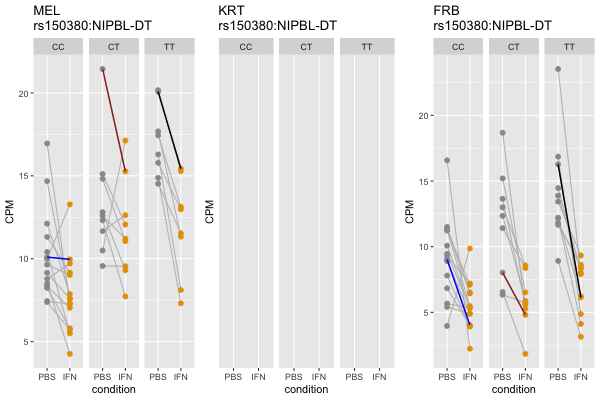 MEL
rs150380:NIPBL-DT
CC
CT
TT
CPM
20
15
10
5
PBS
IFN
PBS
IFN
PBS
IFN
condition
KRT
rs150380:NIPBL-DT
CC
CT
TT
CPM
PBS
IFN
PBS
IFN
PBS
IFN
condition
FRB
rs150380:NIPBL-DT
CC
CT
TT
CPM
20
15
10
5
PBS
IFN
PBS
IFN
PBS
IFN
condition